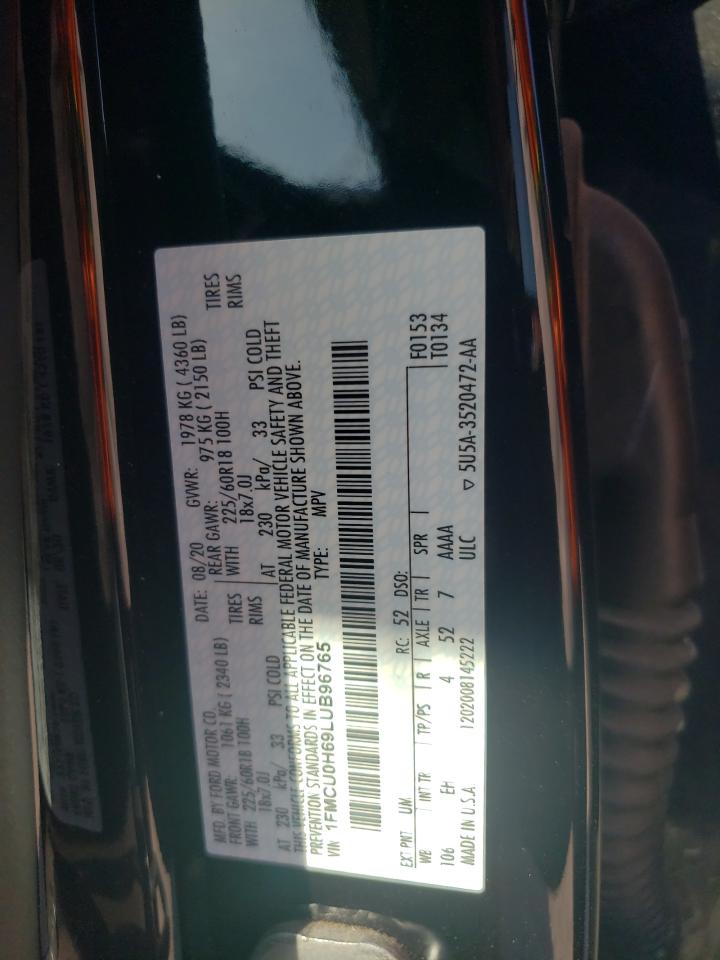 MFD. BY FORD MOTOR CO.
DATE: 08/20 GVWR: 1978 KG ( 4360 LB)
FRONT GAWR: 1061 KG ( 2340 LB) REAR GAWR: 975 KG ( 2150 LB)
WITH 225/60R18 100H TIRES WITH 225/60R18 100H TIRES
18x7.0J RIMS 18x7.0J RIMS
AT 230 kPa/ 33 PSI COLD AT 230 kPa/ 33 PSI COLD
THIS VEHICLE CONFORMS TO ALL APPLICABLE FEDERAL MOTOR VEHICLE SAFETY AND THEFT
PREVENTION STANDARDS IN EFFECT ON THE DATE OF MANUFACTURE SHOWN ABOVE.
VIN: 1FMCU0H69LUB96765 TYPE: MPV
EXT PNT: UM RC: 52 DSO: F0153
WB INT TR TP/PS R AXLE TR SPR T0134
106 EH 4 52 7 AAAA
MADE IN U.S.A. 1202008145222 ULC ▽ 5U5A-3520472-AA